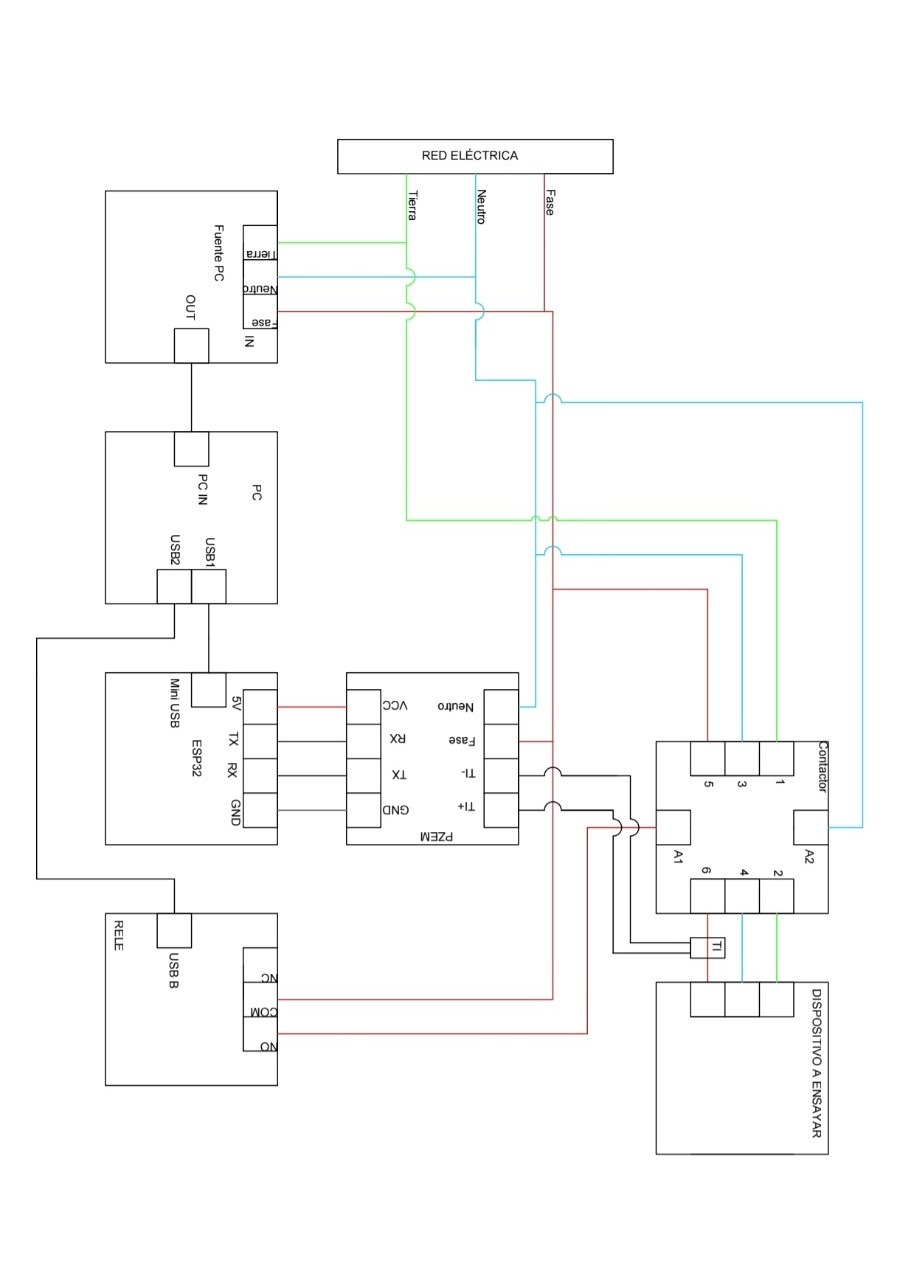 RED ELÉCTRICA
Tierra
Neutro
Fase
Fuente PC
Tierra
Neutro
Fase
IN
OUT
PC IN
PC
USB2
USB1
Mini USB
ESP32
5V
TX
RX
GND
VCC
RX
TX
GND
Neutro
Fase
TI-
TI+
PZEM
Contactor
5
3
1
A1
A2
6
4
2
TI
RELE
USB B
NC
COM
NO
DISPOSITIVO A ENSAYAR